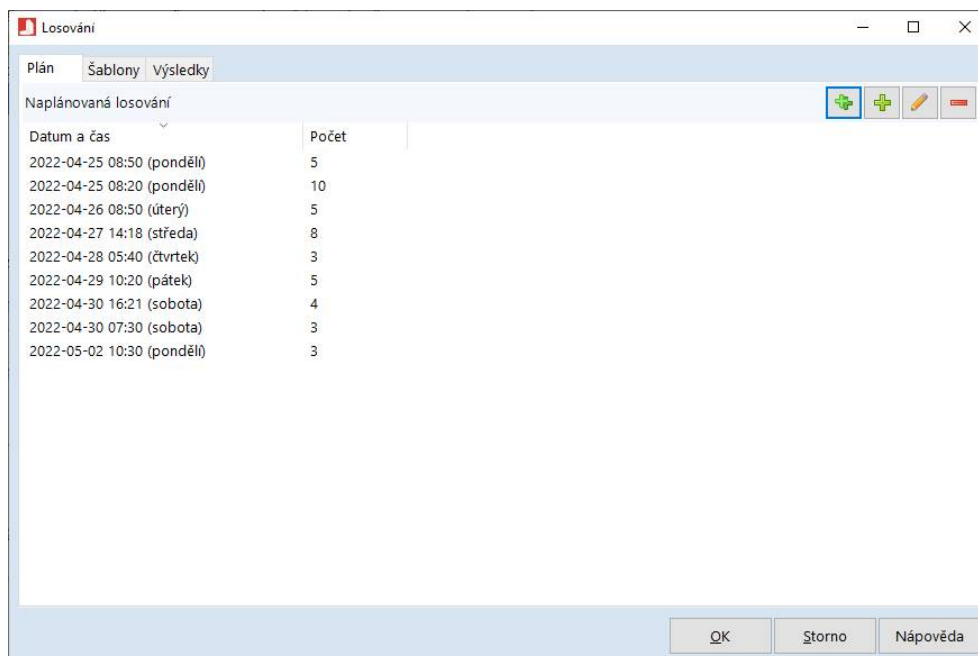 Losování
Plán Šablony Výsledky
Naplánovaná losování
Datum a čas Počet
2022-04-25 08:50 (pondělí) 5
2022-04-25 08:20 (pondělí) 10
2022-04-26 08:50 (úterý) 5
2022-04-27 14:18 (středa) 8
2022-04-28 05:40 (čtvrtek) 3
2022-04-29 10:20 (pátek) 5
2022-04-30 16:21 (sobota) 4
2022-04-30 07:30 (sobota) 3
2022-05-02 10:30 (pondělí) 3
OK Storno Nápověda